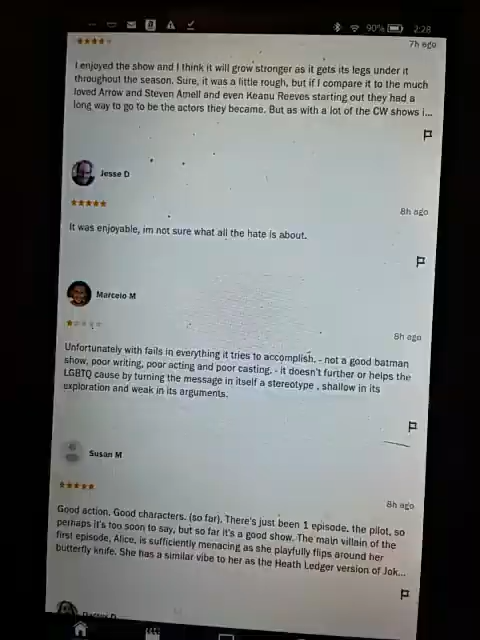 90% 2:28
7h ago
I enjoyed the show and I think it will grow stronger as it gets its legs under it
throughout the season. Sure, it was a little rough, but if I compare it to the much
loved Arrow and Steven Amell and even Keanu Reeves starting out they had a
long way to go to be the actors they became. But as with a lot of the CW shows i...
Jesse D
8h ago
It was enjoyable, im not sure what all the hate is about.
Marcelo M
8h ago
Unfortunately with fails in everything it tries to accomplish. - not a good batman
show, poor writing, poor acting and poor casting. - it doesn't further or helps the
LGBTQ cause by turning the message in itself a stereotype , shallow in its
exploration and weak in its arguments.
Susan M
8h ago
Good action. Good characters. (so far). There's just been 1 episode. the pilot, so
perhaps it's too soon to say, but so far it's a good show. The main villain of the
first episode, Alice, is sufficiently menacing as she playfully flips around her
butterfly knife. She has a similar vibe to her as the Heath Ledger version of Jok...